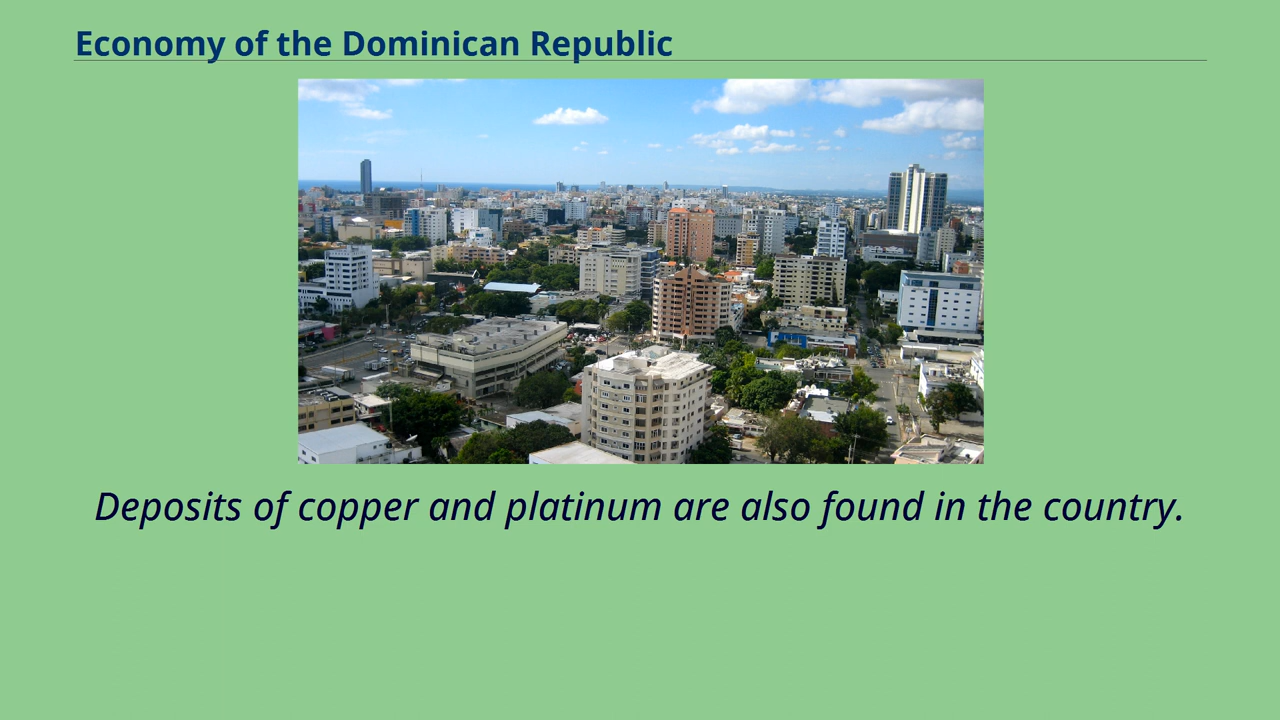 Economy of the Dominican Republic
Deposits of copper and platinum are also found in the country.